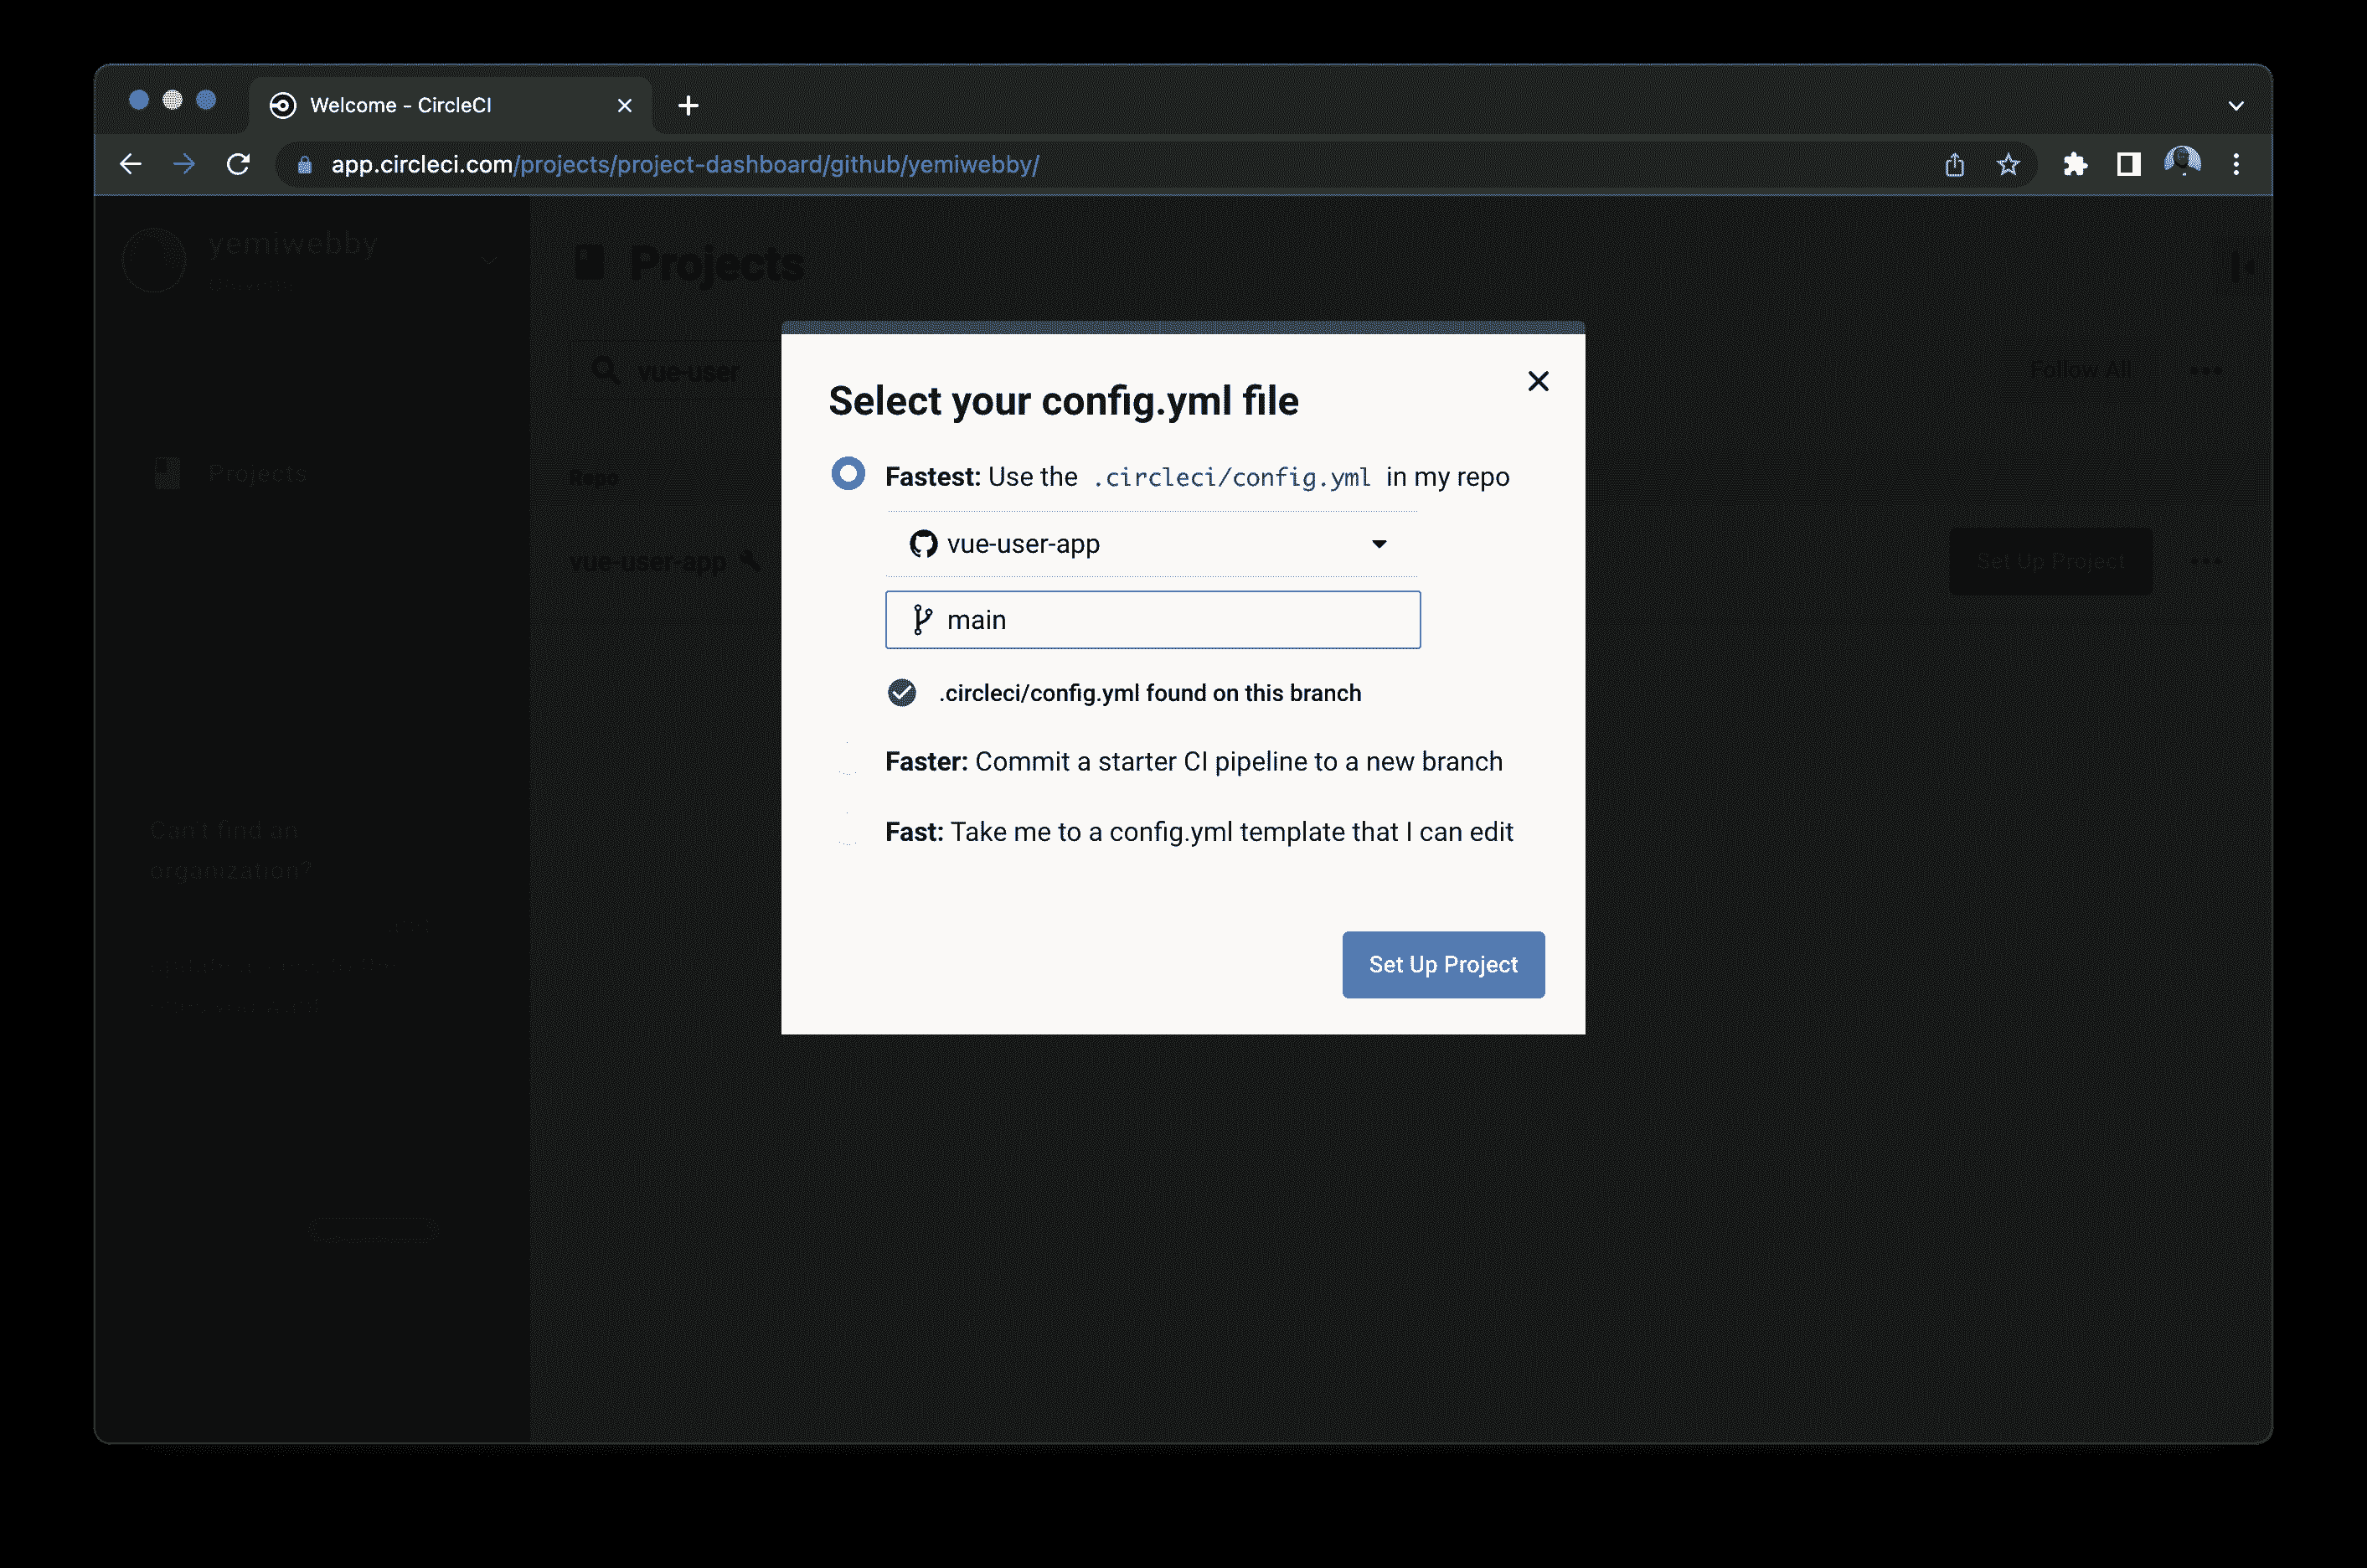 Welcome - CircleCI
app.circleci.com/projects/project-dashboard/github/yemiwebby/
yemiwebby
Projects
vue-user
Follow All
Projects
Repo
vue-user-app
Set Up Project
Can't find an
organization?
Select your config.yml file
Fastest: Use the .circleci/config.yml in my repo
vue-user-app
main
.circleci/config.yml found on this branch
Faster: Commit a starter CI pipeline to a new branch
Fast: Take me to a config.yml template that I can edit
Set Up Project